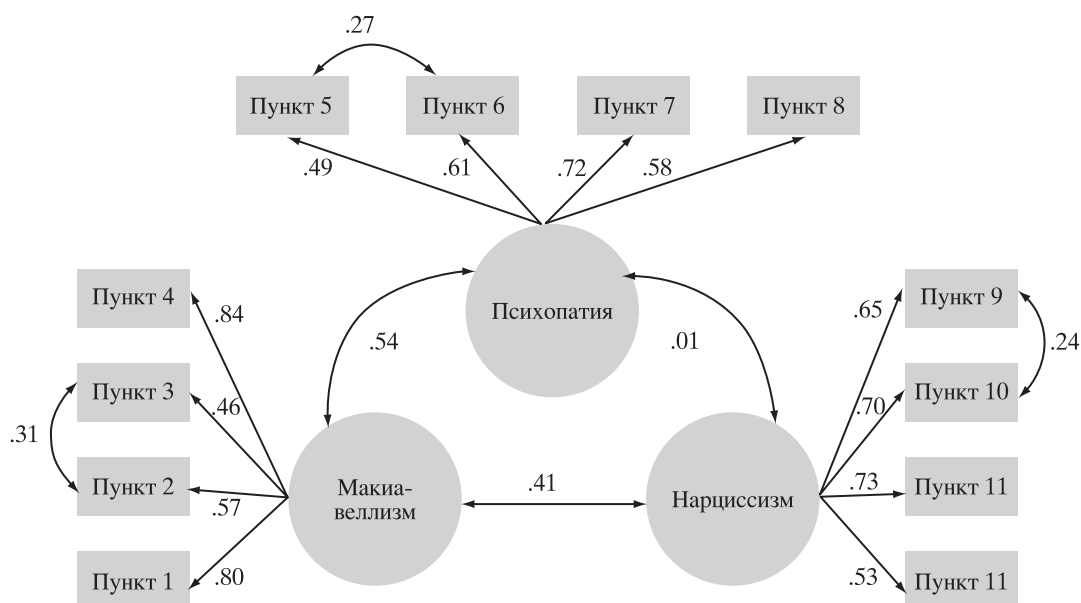 .27
Пункт 5
Пункт 6
Пункт 7
Пункт 8
.49
.61
.72
.58
Психопатия
.54
.01
Пункт 4
Пункт 3
Пункт 2
Пункт 1
.31
.84
.46
.57
.80
Макиа-
веллизм
.41
Нарциссизм
.65
.70
.73
.53
Пункт 9
Пункт 10
Пункт 11
Пункт 11
.24